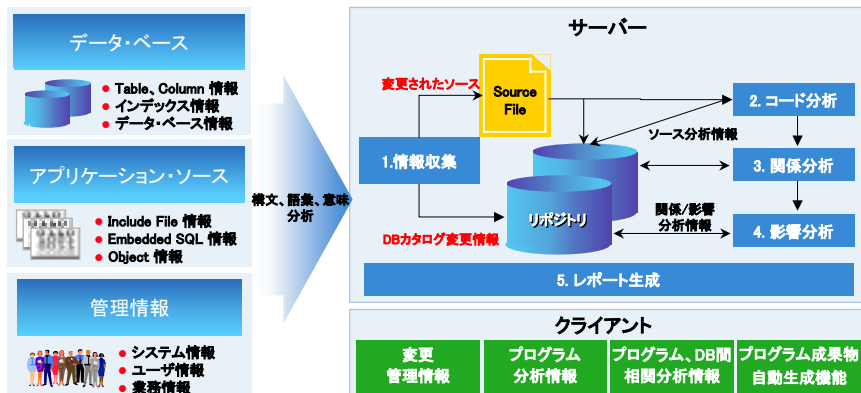 データ・ベース
Table、Column 情報
インデックス情報
データ・ベース情報
アプリケーション・ソース
Include File 情報
Embedded SQL 情報
Object 情報
管理情報
システム情報
ユーザ情報
業務情報
構文、語彙、意味
分析
サーバー
変更されたソース
Source
File
1.情報収集
DBカタログ変更情報
リポジトリ
ソース分析情報
関係/影響
分析情報
2. コード分析
3. 関係分析
4. 影響分析
5. レポート生成
クライアント
変更
管理情報
プログラム
分析情報
プログラム、DB間
相関分析情報
プログラム成果物
自動生成機能